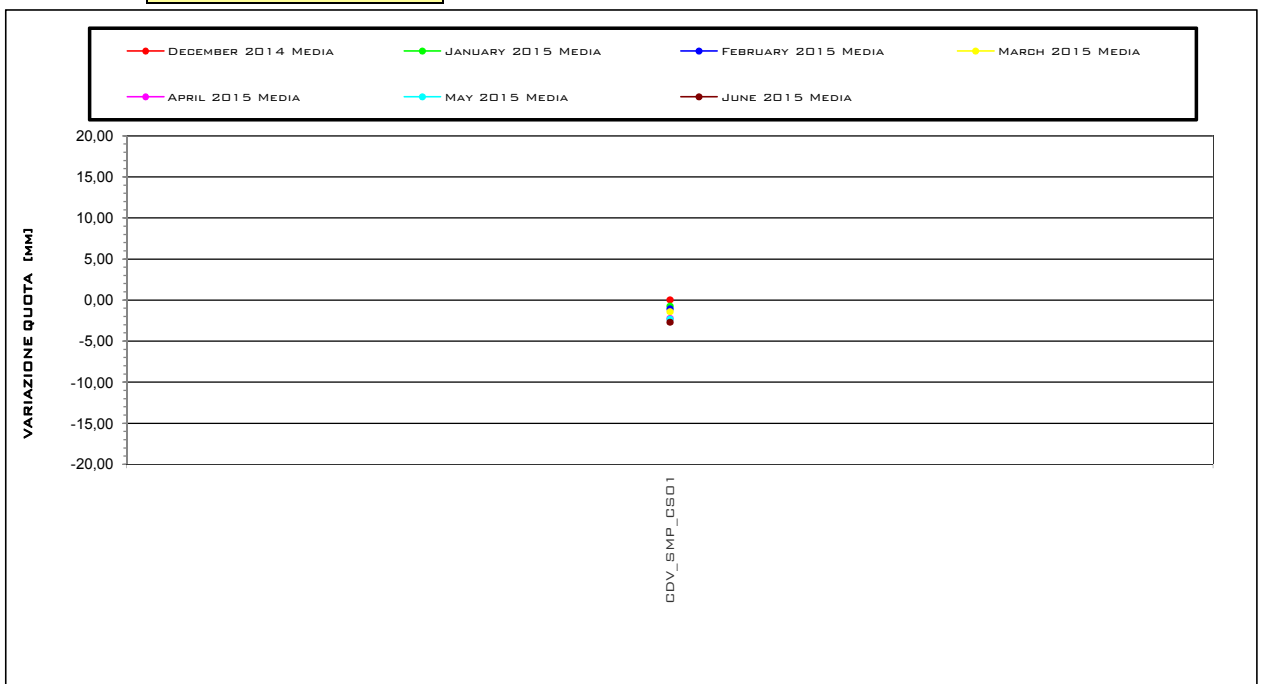 December 2014 Media January 2015 Media February 2015 Media March 2015 Media
April 2015 Media May 2015 Media June 2015 Media
20,00
15,00
10,00
5,00
0,00
-5,00
-10,00
-15,00
-20,00
VARIAZIONE QUOTA [MM]
CDV_SMP_CS01